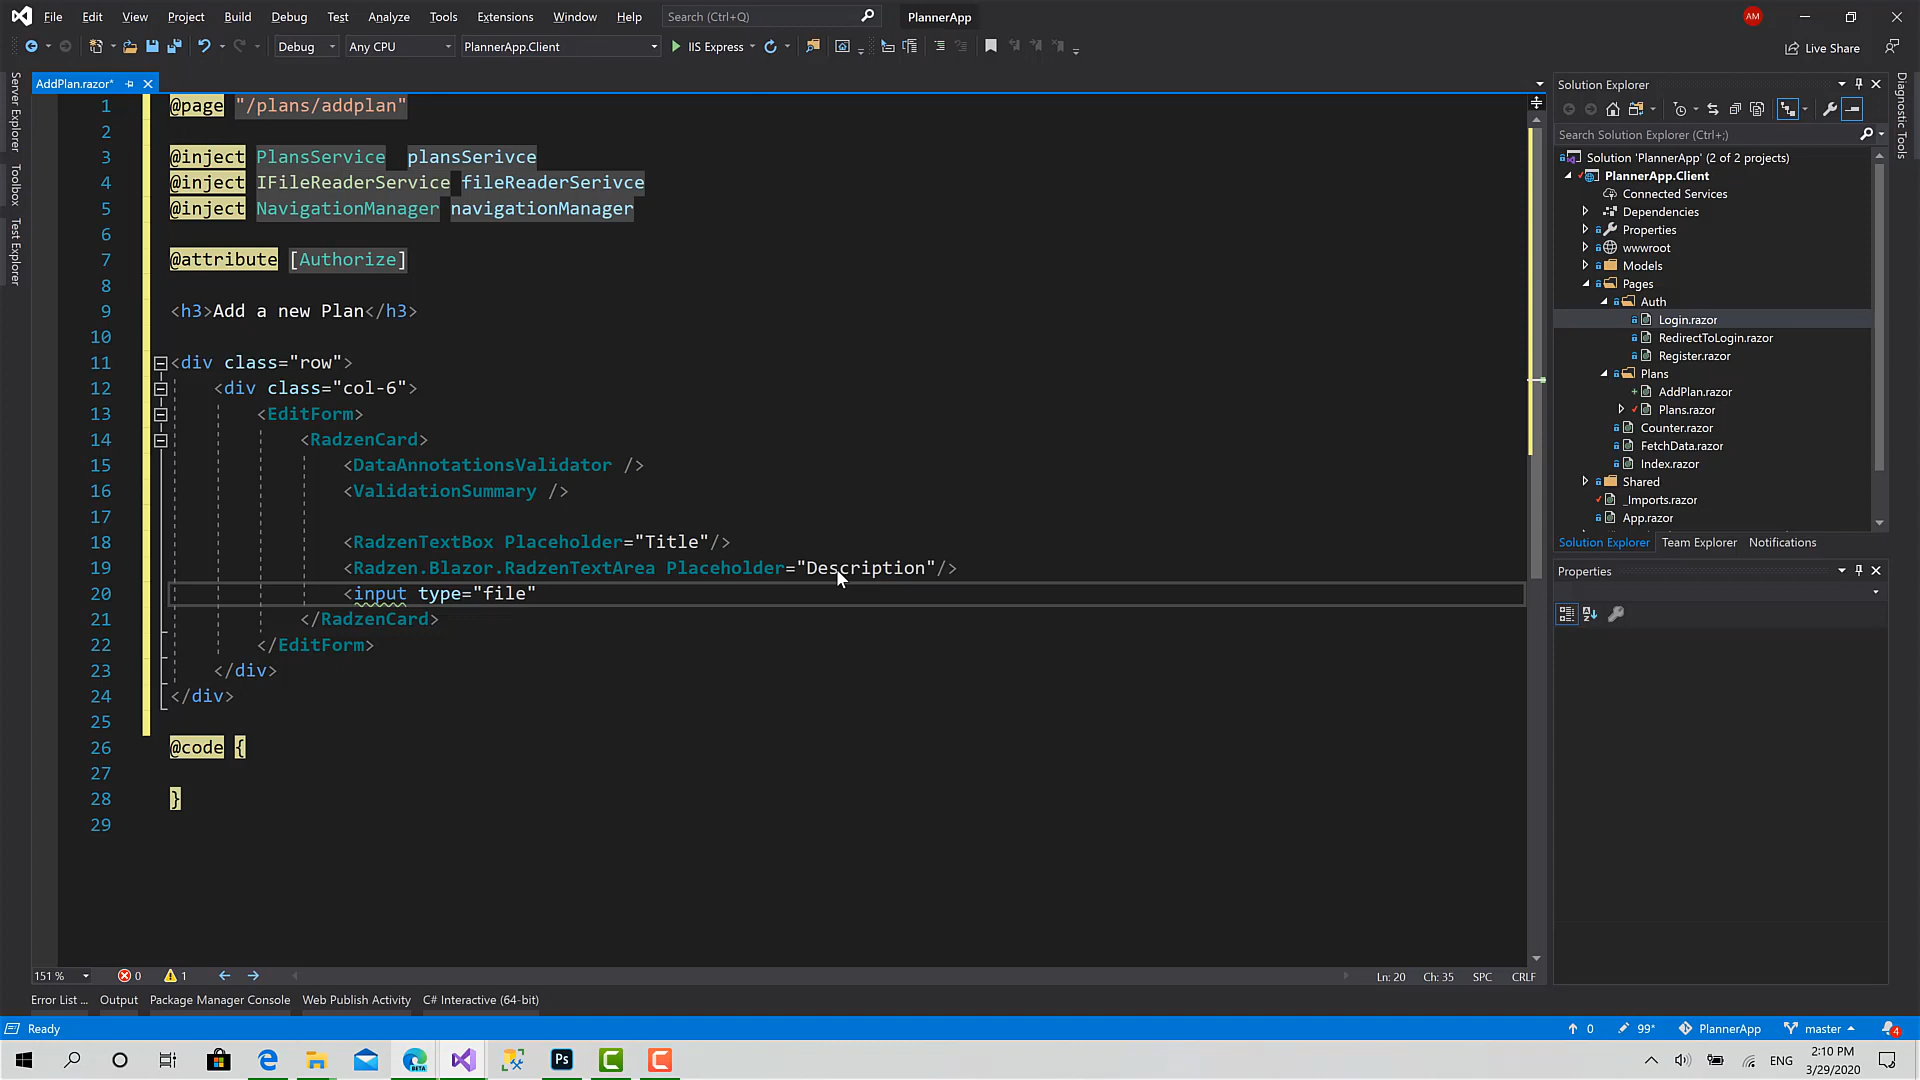 File Edit View Project Build Debug Test Analyze Tools Extensions Window Help Search (Ctrl+Q) PlannerApp AM
Debug Any CPU PlannerApp.Client IIS Express Live Share
Server Explorer
Toolbox
Test Explorer
AddPlan.razor*
1 @page "/plans/addplan"
2
3 @inject PlansService plansSerivce
4 @inject IFileReaderService fileReaderSerivce
5 @inject NavigationManager navigationManager
6
7 @attribute [Authorize]
8
9 <h3>Add a new Plan</h3>
10
11 <div class="row">
12 <div class="col-6">
13 <EditForm>
14 <RadzenCard>
15 <DataAnnotationsValidator />
16 <ValidationSummary />
17
18 <RadzenTextBox Placeholder="Title"/>
19 <Radzen.Blazor.RadzenTextArea Placeholder="Description"/>
20 <input type="file"
21 </RadzenCard>
22 </EditForm>
23 </div>
24 </div>
25
26 @code {
27
28 }
29
151 % 0 1 Ln: 20 Ch: 35 SPC CRLF
Solution Explorer
Search Solution Explorer (Ctrl+;)
Solution 'PlannerApp' (2 of 2 projects)
PlannerApp.Client
Connected Services
Dependencies
Properties
wwwroot
Models
Pages
Auth
Login.razor
RedirectToLogin.razor
Register.razor
Plans
AddPlan.razor
Plans.razor
Counter.razor
FetchData.razor
Index.razor
Shared
_Imports.razor
App.razor
Solution Explorer Team Explorer Notifications
Properties
Diagnostic Tools
Error List ... Output Package Manager Console Web Publish Activity C# Interactive (64-bit)
Ready 0 99* PlannerApp master 4
BETA Ps ENG 2:10 PM
3/29/2020